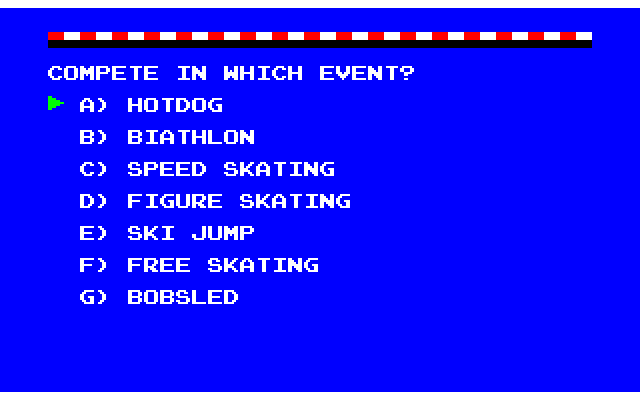 COMPETE IN WHICH EVENT?
A) HOTDOG
B) BIATHLON
C) SPEED SKATING
D) FIGURE SKATING
E) SKI JUMP
F) FREE SKATING
G) BOBSLED